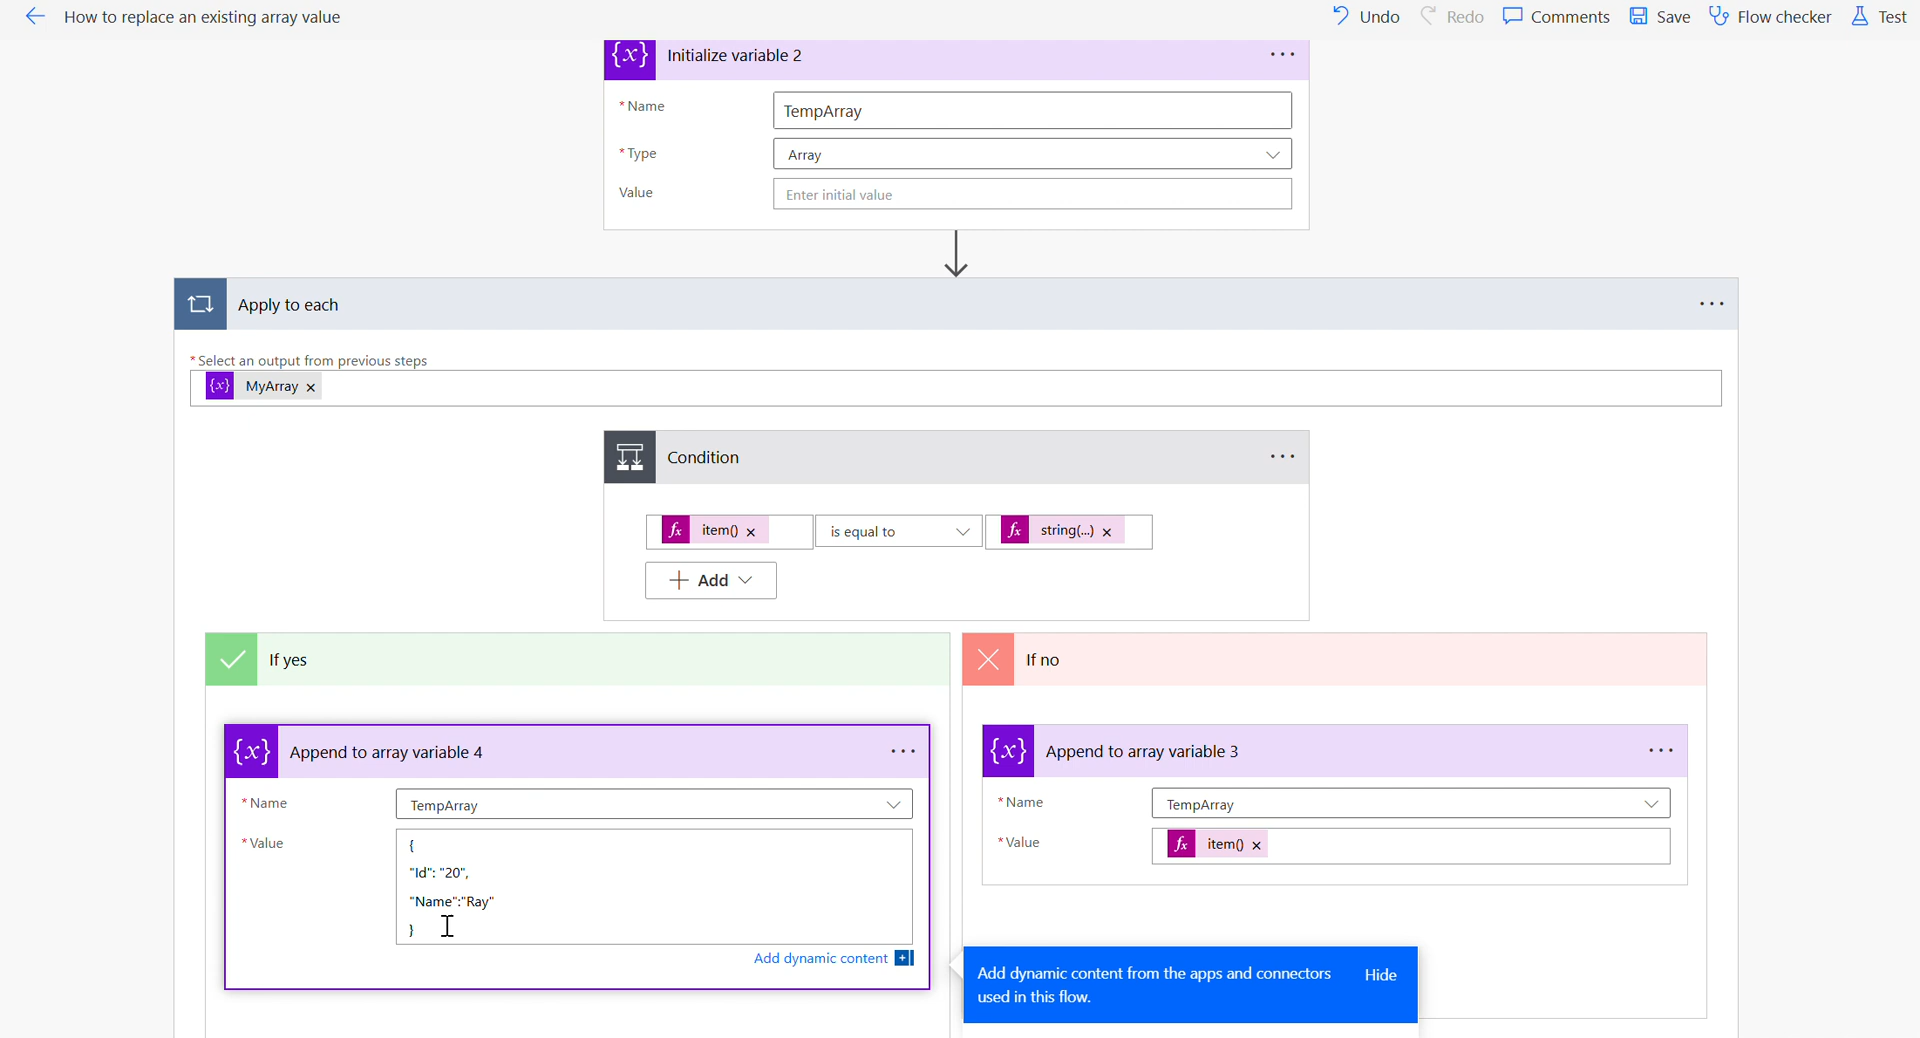 How to replace an existing array value
Undo
Redo
Comments
Save
Flow checker
Test
{x} Initialize variable 2
* Name
TempArray
* Type
Array
Value
Enter initial value
Apply to each
* Select an output from previous steps
{x} MyArray ×
Condition
fx item() ×
is equal to
fx string(...) ×
+ Add
If yes
If no
{x} Append to array variable 4
* Name
TempArray
* Value
{
"Id": "20",
"Name":"Ray"
}
Add dynamic content
{x} Append to array variable 3
* Name
TempArray
* Value
fx item() ×
Add dynamic content from the apps and connectors
used in this flow.
Hide